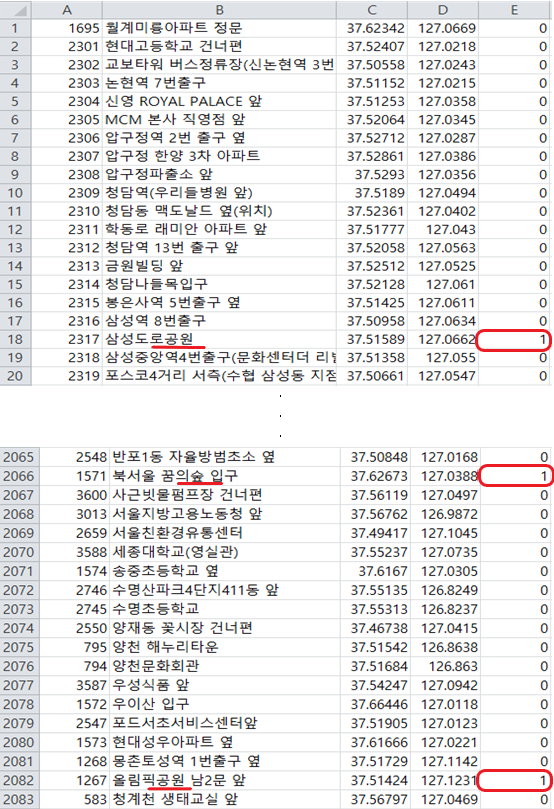 A B C D E
1 1695 월계미륭아파트 정문 37.62342 127.0669 0
2 2301 현대고등학교 건너편 37.52407 127.0218 0
3 2302 교보타워 버스정류장(신논현역 3번 37.50558 127.0243 0
4 2303 논현역 7번출구 37.51152 127.0215 0
5 2304 신영 ROYAL PALACE 앞 37.51253 127.0358 0
6 2305 MCM 본사 직영점 앞 37.52064 127.0345 0
7 2306 압구정역 2번 출구 옆 37.52712 127.0287 0
8 2307 압구정 한양 3차 아파트 37.52861 127.0386 0
9 2308 압구정파출소 앞 37.5293 127.0356 0
10 2309 청담역(우리들병원 앞) 37.5189 127.0494 0
11 2310 청담동 맥도날드 옆(위치) 37.52361 127.0402 0
12 2311 학동로 래미안 아파트 앞 37.51777 127.043 0
13 2312 청담역 13번 출구 앞 37.52058 127.0563 0
14 2313 금원빌딩 앞 37.52512 127.0525 0
15 2314 청담나들목입구 37.52128 127.061 0
16 2315 봉은사역 5번출구 옆 37.51425 127.0611 0
17 2316 삼성역 8번출구 37.50958 127.0634 0
18 2317 삼성도로공원 37.51589 127.0662 1
19 2318 삼성중앙역4번출구(문화센터더 리빌 37.51358 127.055 0
20 2319 포스코4거리 서측(수협 삼성동 지점 37.50661 127.0547 0
2065 2548 반포1동 자율방범초소 옆 37.50848 127.0168 0
2066 1571 북서울 꿈의숲 입구 37.62673 127.0388 1
2067 3600 사근빗물펌프장 건너편 37.56119 127.0497 0
2068 3013 서울지방고용노동청 앞 37.56762 126.9872 0
2069 2659 서울친환경유통센터 37.49417 127.1045 0
2070 3588 세종대학교(영실관) 37.55237 127.0735 0
2071 1574 송중초등학교 옆 37.6167 127.0305 0
2072 2746 수명산파크4단지411동 앞 37.55135 126.8249 0
2073 2745 수명초등학교 37.55313 126.8237 0
2074 2550 양재동 꽃시장 건너편 37.46738 127.0415 0
2075 795 양천 해누리타운 37.51542 126.8638 0
2076 794 양천문화회관 37.51684 126.863 0
2077 3587 우성식품 앞 37.54247 127.0942 0
2078 1572 우이산 입구 37.66446 127.0118 0
2079 2547 포드서초서비스센터앞 37.51905 127.0123 0
2080 1573 현대성우아파트 옆 37.61666 127.0221 0
2081 1268 몽촌토성역 1번출구 옆 37.51729 127.1142 0
2082 1267 올림픽공원 남2문 앞 37.51424 127.1231 1
2083 583 청계천 생태교실 앞 37.56797 127.0469 0